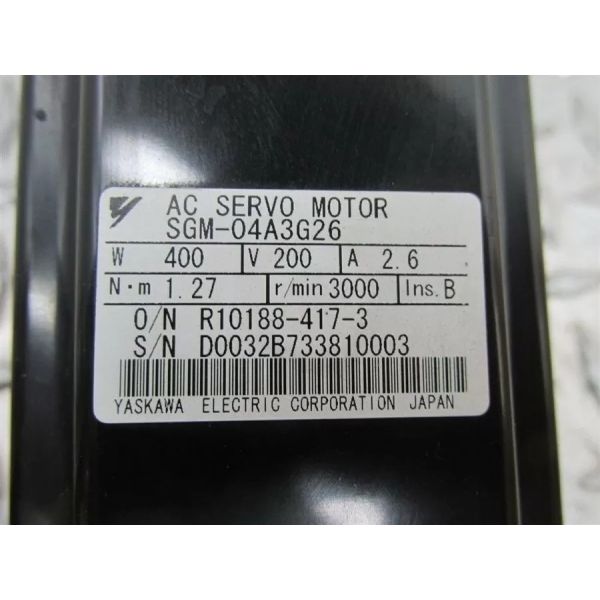 AC SERVO MOTOR
SGM-04A3G26
W 400 V 200 A 2.6
N·m 1.27 r/min 3000 Ins. B
O/N R10188-417-3
S/N D0032B733810003
YASKAWA ELECTRIC CORPORATION JAPAN